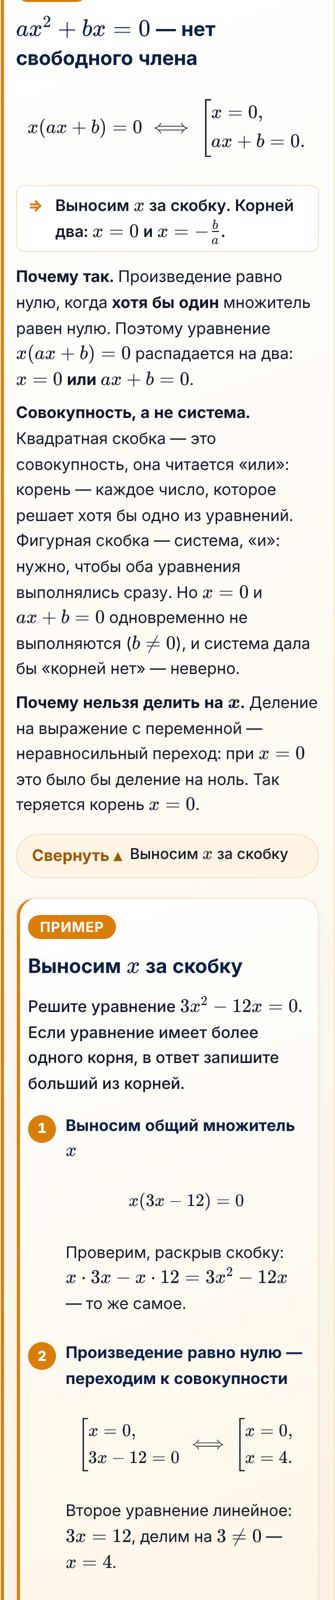 ax² + bx = 0 — нет
свободного члена
x(ax + b) = 0 ⟺ [x = 0,
ax + b = 0.
⇒ Выносим x за скобку. Корней
два: x = 0 и x = −b/a.
Почему так. Произведение равно
нулю, когда хотя бы один множитель
равен нулю. Поэтому уравнение
x(ax + b) = 0 распадается на два:
x = 0 или ax + b = 0.
Совокупность, а не система.
Квадратная скобка — это
совокупность, она читается «или»:
корень — каждое число, которое
решает хотя бы одно из уравнений.
Фигурная скобка — система, «и»:
нужно, чтобы оба уравнения
выполнялись сразу. Но x = 0 и
ax + b = 0 одновременно не
выполняются (b ≠ 0), и система дала
бы «корней нет» — неверно.
Почему нельзя делить на x. Деление
на выражение с переменной —
неравносильный переход: при x = 0
это было бы деление на ноль. Так
теряется корень x = 0.
Свернуть ▲ Выносим x за скобку
ПРИМЕР
Выносим x за скобку
Решите уравнение 3x² − 12x = 0.
Если уравнение имеет более
одного корня, в ответ запишите
больший из корней.
1 Выносим общий множитель
x
x(3x − 12) = 0
Проверим, раскрыв скобку:
x · 3x − x · 12 = 3x² − 12x
— то же самое.
2 Произведение равно нулю —
переходим к совокупности
[x = 0, ⟺ [x = 0,
3x − 12 = 0 x = 4.
Второе уравнение линейное:
3x = 12, делим на 3 ≠ 0 —
x = 4.